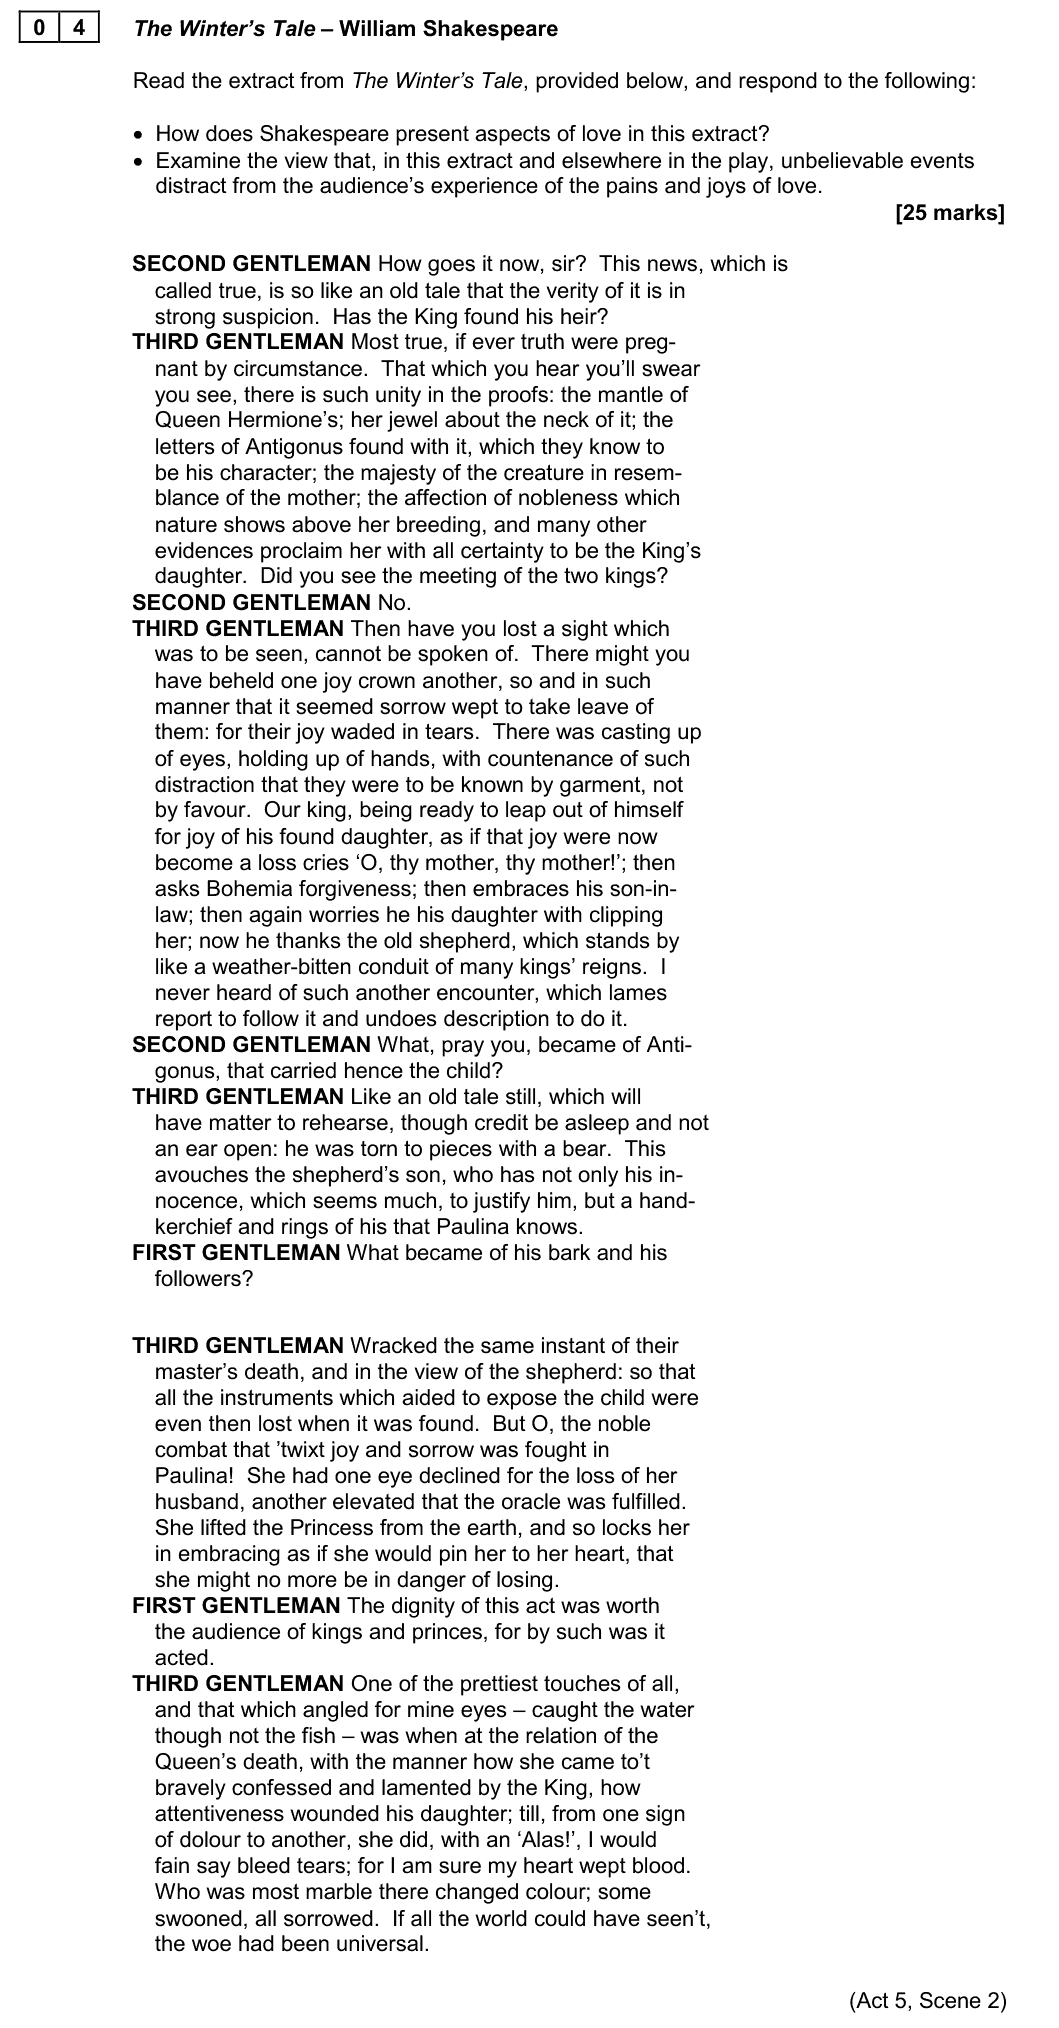 0 4 The Winter's Tale – William Shakespeare
Read the extract from The Winter's Tale, provided below, and respond to the following:
• How does Shakespeare present aspects of love in this extract?
• Examine the view that, in this extract and elsewhere in the play, unbelievable events
distract from the audience's experience of the pains and joys of love.
[25 marks]
SECOND GENTLEMAN How goes it now, sir? This news, which is
called true, is so like an old tale that the verity of it is in
strong suspicion. Has the King found his heir?
THIRD GENTLEMAN Most true, if ever truth were preg-
nant by circumstance. That which you hear you'll swear
you see, there is such unity in the proofs: the mantle of
Queen Hermione's; her jewel about the neck of it; the
letters of Antigonus found with it, which they know to
be his character; the majesty of the creature in resem-
blance of the mother; the affection of nobleness which
nature shows above her breeding, and many other
evidences proclaim her with all certainty to be the King's
daughter. Did you see the meeting of the two kings?
SECOND GENTLEMAN No.
THIRD GENTLEMAN Then have you lost a sight which
was to be seen, cannot be spoken of. There might you
have beheld one joy crown another, so and in such
manner that it seemed sorrow wept to take leave of
them: for their joy waded in tears. There was casting up
of eyes, holding up of hands, with countenance of such
distraction that they were to be known by garment, not
by favour. Our king, being ready to leap out of himself
for joy of his found daughter, as if that joy were now
become a loss cries 'O, thy mother, thy mother!'; then
asks Bohemia forgiveness; then embraces his son-in-
law; then again worries he his daughter with clipping
her; now he thanks the old shepherd, which stands by
like a weather-bitten conduit of many kings' reigns. I
never heard of such another encounter, which lames
report to follow it and undoes description to do it.
SECOND GENTLEMAN What, pray you, became of Anti-
gonus, that carried hence the child?
THIRD GENTLEMAN Like an old tale still, which will
have matter to rehearse, though credit be asleep and not
an ear open: he was torn to pieces with a bear. This
avouches the shepherd's son, who has not only his in-
nocence, which seems much, to justify him, but a hand-
kerchief and rings of his that Paulina knows.
FIRST GENTLEMAN What became of his bark and his
followers?
THIRD GENTLEMAN Wracked the same instant of their
master's death, and in the view of the shepherd: so that
all the instruments which aided to expose the child were
even then lost when it was found. But O, the noble
combat that 'twixt joy and sorrow was fought in
Paulina! She had one eye declined for the loss of her
husband, another elevated that the oracle was fulfilled.
She lifted the Princess from the earth, and so locks her
in embracing as if she would pin her to her heart, that
she might no more be in danger of losing.
FIRST GENTLEMAN The dignity of this act was worth
the audience of kings and princes, for by such was it
acted.
THIRD GENTLEMAN One of the prettiest touches of all,
and that which angled for mine eyes – caught the water
though not the fish – was when at the relation of the
Queen's death, with the manner how she came to't
bravely confessed and lamented by the King, how
attentiveness wounded his daughter; till, from one sign
of dolour to another, she did, with an 'Alas!', I would
fain say bleed tears; for I am sure my heart wept blood.
Who was most marble there changed colour; some
swooned, all sorrowed. If all the world could have seen't,
the woe had been universal.
(Act 5, Scene 2)